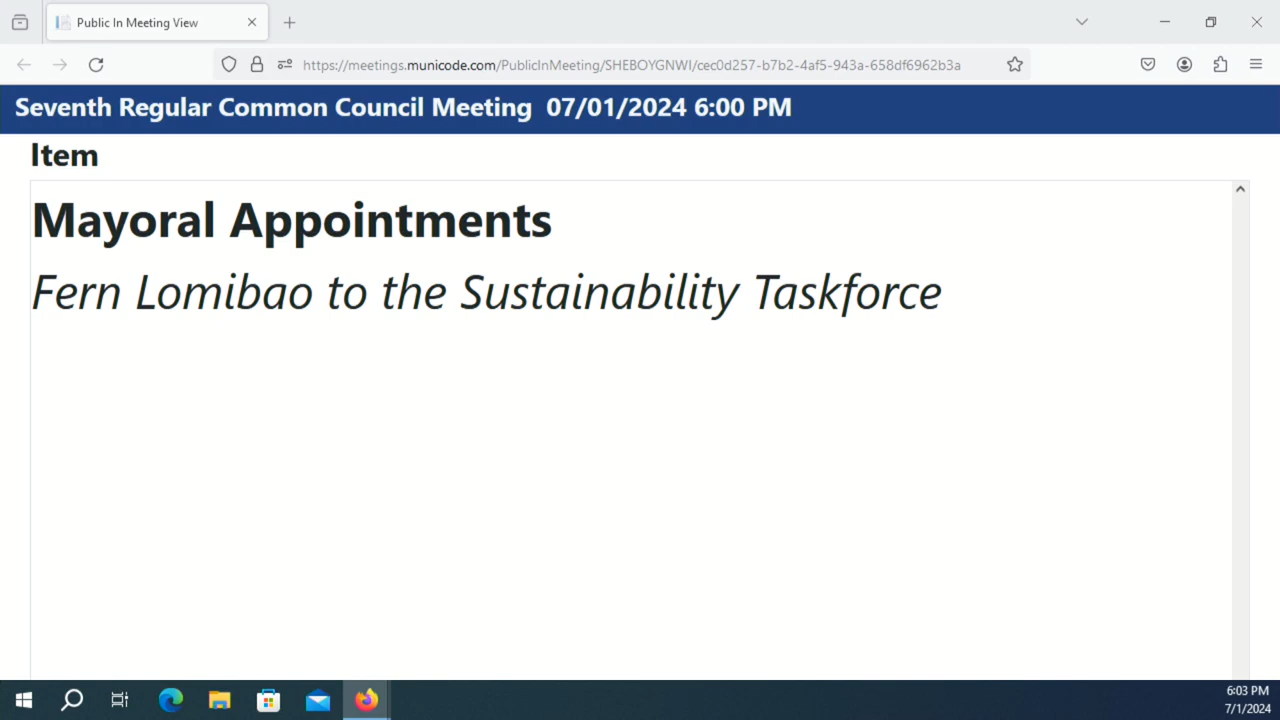 Public In Meeting View
https://meetings.municode.com/PublicInMeeting/SHEBOYGNWI/cec0d257-b7b2-4af5-943a-658df6962b3a
Seventh Regular Common Council Meeting 07/01/2024 6:00 PM
Item
Mayoral Appointments
Fern Lomibao to the Sustainability Taskforce
6:03 PM
7/1/2024